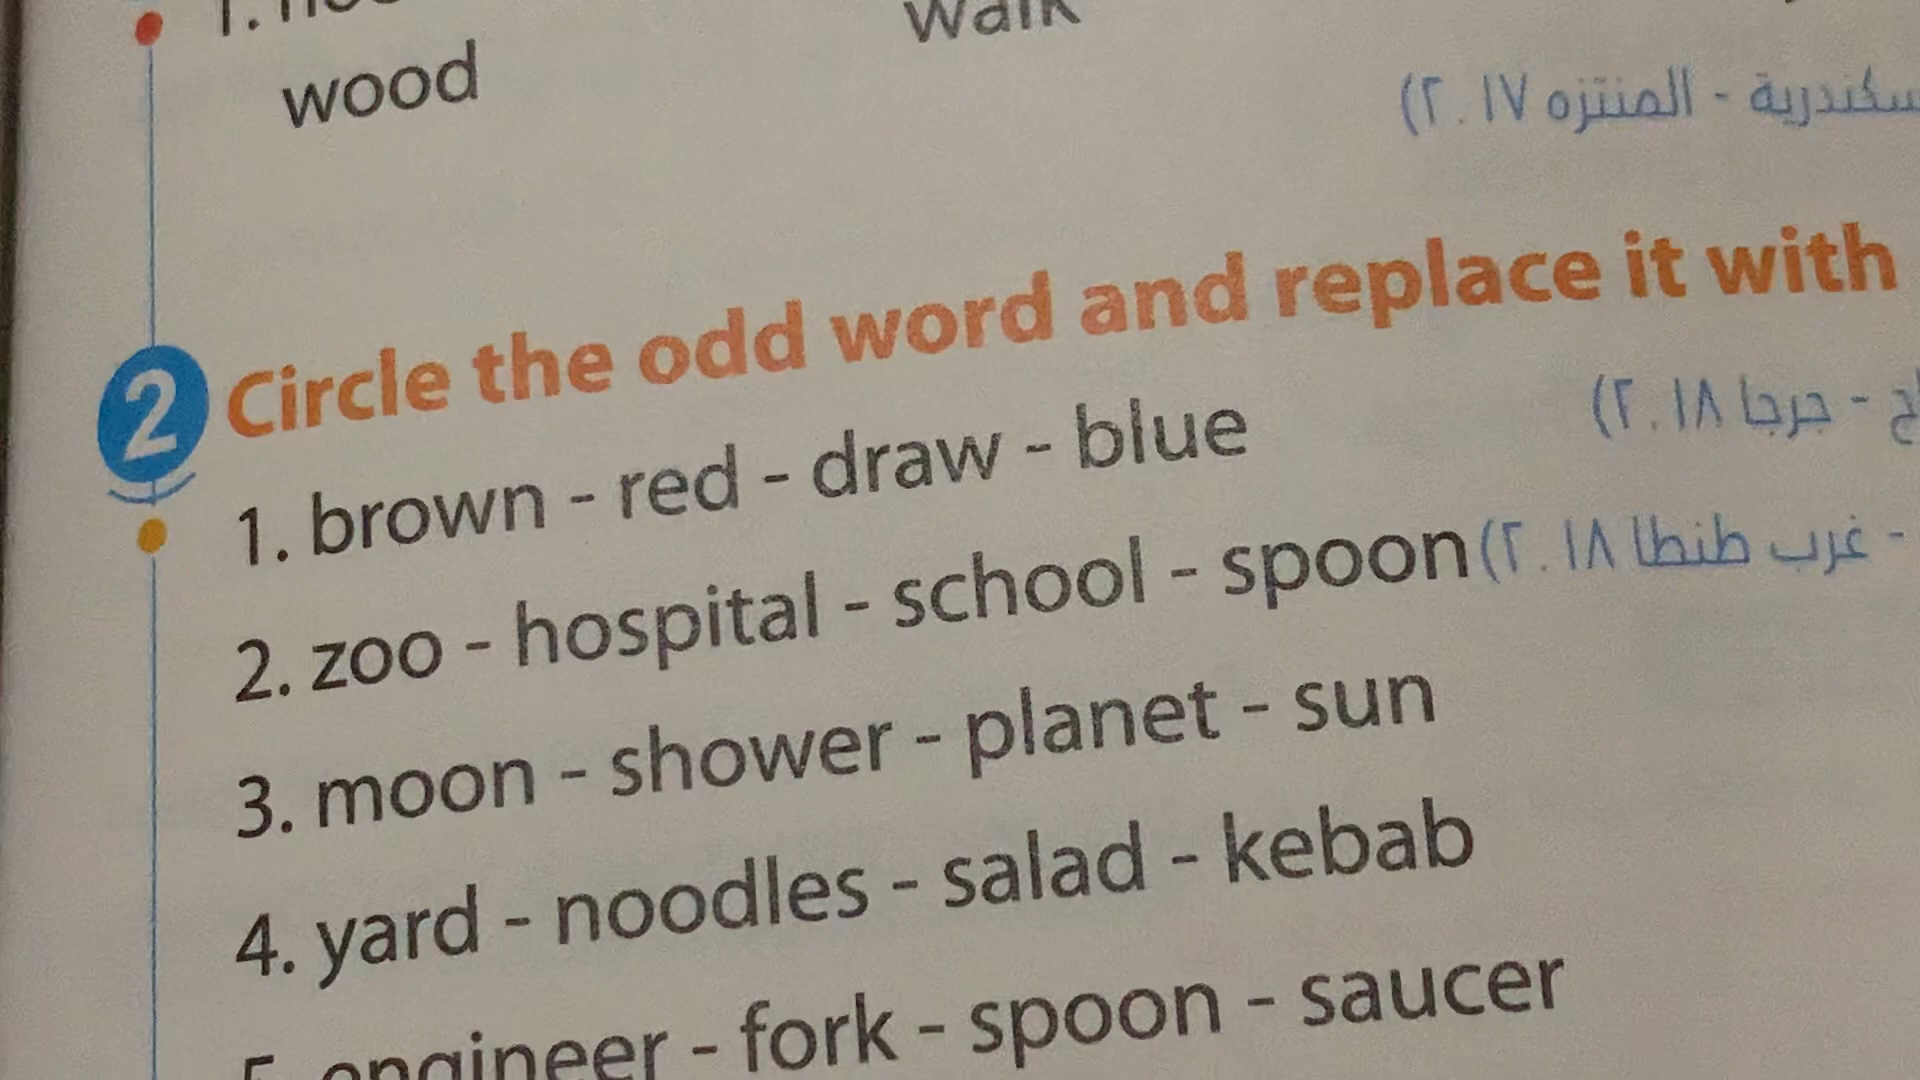 wood
walk
سكندرية - المنتزه ٢٠١٧)
2 Circle the odd word and replace it with
1. brown - red - draw - blue
- جرجا ٢٠١٨)
2. zoo - hospital - school - spoon
- غرب طنطا ٢٠١٨)
3. moon - shower - planet - sun
4. yard - noodles - salad - kebab
5. engineer - fork - spoon - saucer